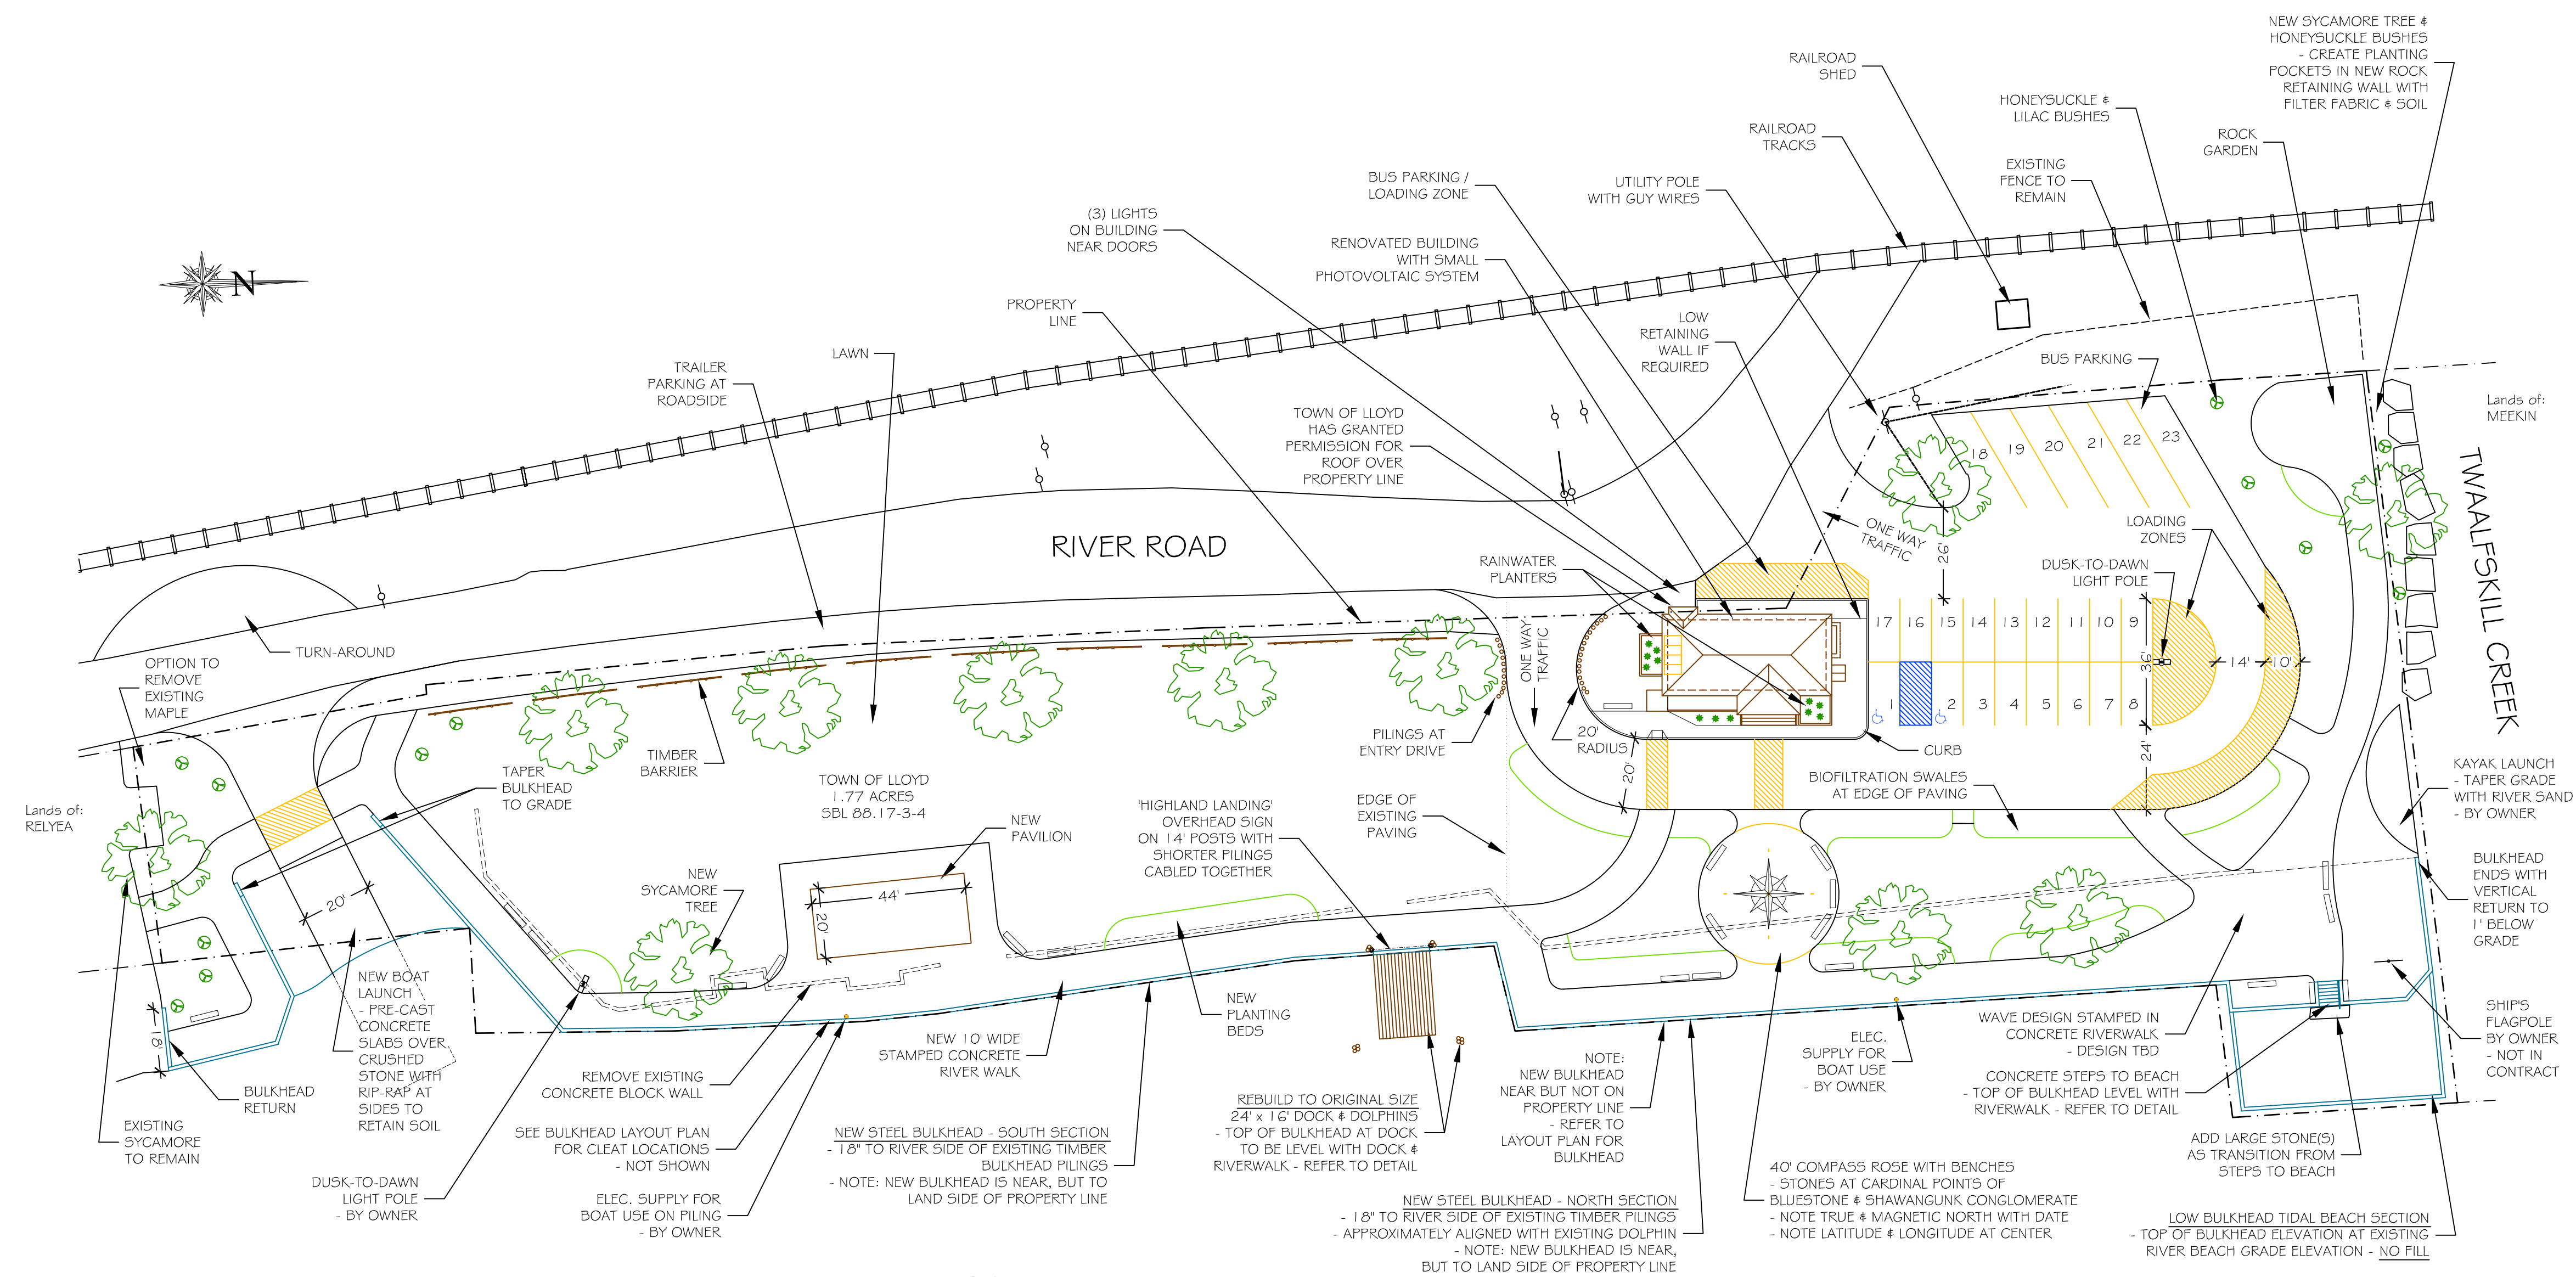 NEW SYCAMORE TREE &
HONEYSUCKLE BUSHES
- CREATE PLANTING
POCKETS IN NEW ROCK
RETAINING WALL WITH
FILTER FABRIC & SOIL
RAILROAD
SHED
HONEYSUCKLE &
LILAC BUSHES
ROCK
GARDEN
RAILROAD
TRACKS
EXISTING
FENCE TO
REMAIN
BUS PARKING /
LOADING ZONE
UTILITY POLE
WITH GUY WIRES
(3) LIGHTS
ON BUILDING
NEAR DOORS
RENOVATED BUILDING
WITH SMALL
PHOTOVOLTAIC SYSTEM
N
PROPERTY
LINE
LOW
RETAINING
WALL IF
REQUIRED
LAWN
BUS PARKING
TRAILER
PARKING AT
ROADSIDE
Lands of:
MEEKIN
TOWN OF LLOYD
HAS GRANTED
PERMISSION FOR
ROOF OVER
PROPERTY LINE
18
19
20
21
22
23
TWAALFSKILL CREEK
RIVER ROAD
ONE WAY
TRAFFIC
26'
LOADING
ZONES
RAINWATER
PLANTERS
DUSK-TO-DAWN
LIGHT POLE
17 16 15 14 13 12 11 10 9
36'
14'
10'
TURN-AROUND
ONE WAY
TRAFFIC
OPTION TO
REMOVE
EXISTING
MAPLE
1 2 3 4 5 6 7 8
PILINGS AT
ENTRY DRIVE
20'
RADIUS
CURB
24'
TIMBER
BARRIER
TAPER
BULKHEAD
TO GRADE
TOWN OF LLOYD
1.77 ACRES
SBL 88.17-3-4
20'
BIOFILTRATION SWALES
AT EDGE OF PAVING
KAYAK LAUNCH
- TAPER GRADE
WITH RIVER SAND
- BY OWNER
Lands of:
RELYEA
'HIGHLAND LANDING'
OVERHEAD SIGN
ON 14' POSTS WITH
SHORTER PILINGS
CABLED TOGETHER
EDGE OF
EXISTING
PAVING
NEW
PAVILION
NEW
SYCAMORE
TREE
44'
20'
20'
BULKHEAD
ENDS WITH
VERTICAL
RETURN TO
1' BELOW
GRADE
NEW BOAT
LAUNCH
- PRE-CAST
CONCRETE
SLABS OVER
CRUSHED
STONE WITH
RIP-RAP AT
SIDES TO
RETAIN SOIL
18'
NEW
PLANTING
BEDS
SHIP'S
FLAGPOLE
BY OWNER
- NOT IN
CONTRACT
WAVE DESIGN STAMPED IN
CONCRETE RIVERWALK
- DESIGN TBD
NEW 10' WIDE
STAMPED CONCRETE
RIVER WALK
ELEC.
SUPPLY FOR
BOAT USE
- BY OWNER
NOTE:
NEW BULKHEAD
NEAR BUT NOT ON
PROPERTY LINE
- REFER TO
LAYOUT PLAN FOR
BULKHEAD
REMOVE EXISTING
CONCRETE BLOCK WALL
CONCRETE STEPS TO BEACH
- TOP OF BULKHEAD LEVEL WITH
RIVERWALK - REFER TO DETAIL
BULKHEAD
RETURN
REBUILD TO ORIGINAL SIZE
24' x 16' DOCK & DOLPHINS
- TOP OF BULKHEAD AT DOCK
TO BE LEVEL WITH DOCK &
RIVERWALK - REFER TO DETAIL
EXISTING
SYCAMORE
TO REMAIN
SEE BULKHEAD LAYOUT PLAN
FOR CLEAT LOCATIONS
- NOT SHOWN
NEW STEEL BULKHEAD - SOUTH SECTION
- 18" TO RIVER SIDE OF EXISTING TIMBER
BULKHEAD PILINGS
- NOTE: NEW BULKHEAD IS NEAR, BUT TO
LAND SIDE OF PROPERTY LINE
ADD LARGE STONE(S)
AS TRANSITION FROM
STEPS TO BEACH
DUSK-TO-DAWN
LIGHT POLE
- BY OWNER
ELEC. SUPPLY FOR
BOAT USE ON PILING
- BY OWNER
40' COMPASS ROSE WITH BENCHES
- STONES AT CARDINAL POINTS OF
BLUESTONE & SHAWANGUNK CONGLOMERATE
- NOTE TRUE & MAGNETIC NORTH WITH DATE
- NOTE LATITUDE & LONGITUDE AT CENTER
NEW STEEL BULKHEAD - NORTH SECTION
- 18" TO RIVER SIDE OF EXISTING TIMBER PILINGS
- APPROXIMATELY ALIGNED WITH EXISTING DOLPHIN
- NOTE: NEW BULKHEAD IS NEAR,
BUT TO LAND SIDE OF PROPERTY LINE
LOW BULKHEAD TIDAL BEACH SECTION
- TOP OF BULKHEAD ELEVATION AT EXISTING
RIVER BEACH GRADE ELEVATION - NO FILL